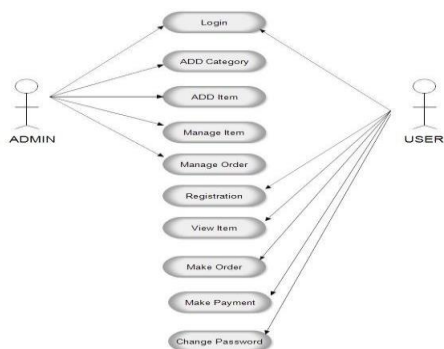 Login
ADD Category
ADD Item
ADMIN
USER
Manage Item
Manage Order
Registration
View Item
Make Order
Make Payment
Change Password